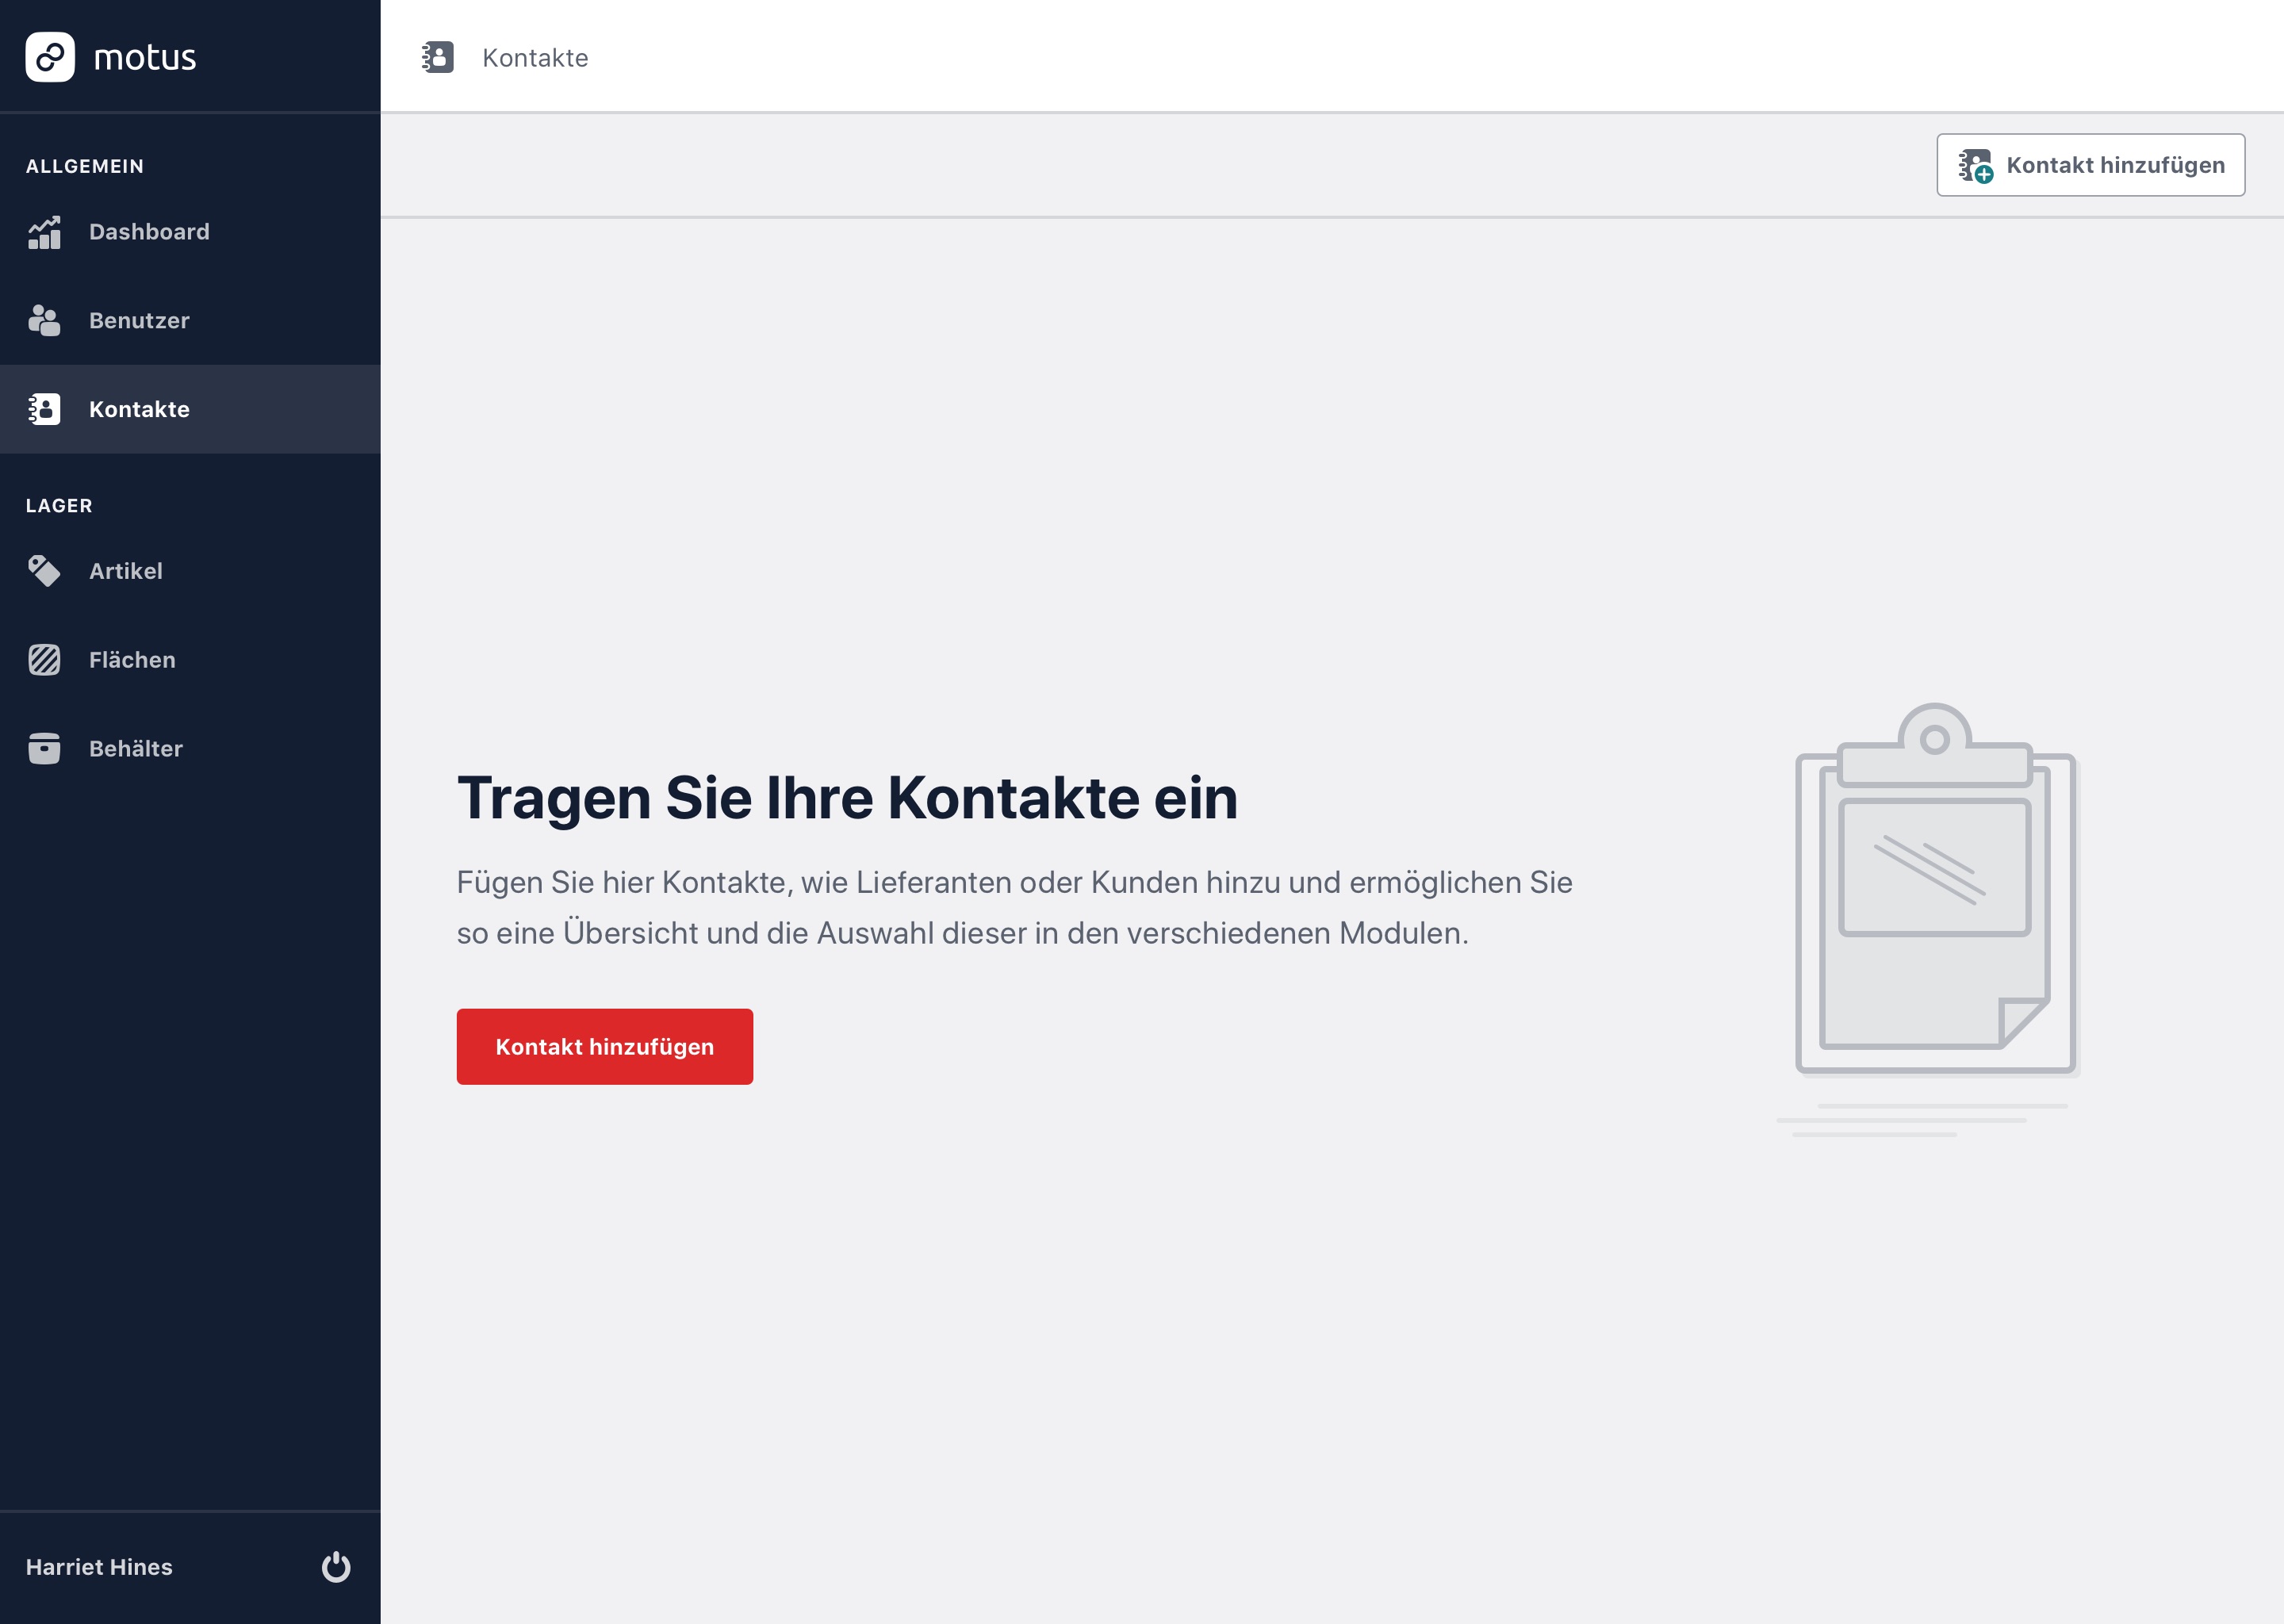 motus
ALLGEMEIN
Dashboard
Benutzer
Kontakte
LAGER
Artikel
Flächen
Behälter
Harriet Hines
Kontakte
Kontakt hinzufügen
Tragen Sie Ihre Kontakte ein
Fügen Sie hier Kontakte, wie Lieferanten oder Kunden hinzu und ermöglichen Sie
so eine Übersicht und die Auswahl dieser in den verschiedenen Modulen.
Kontakt hinzufügen